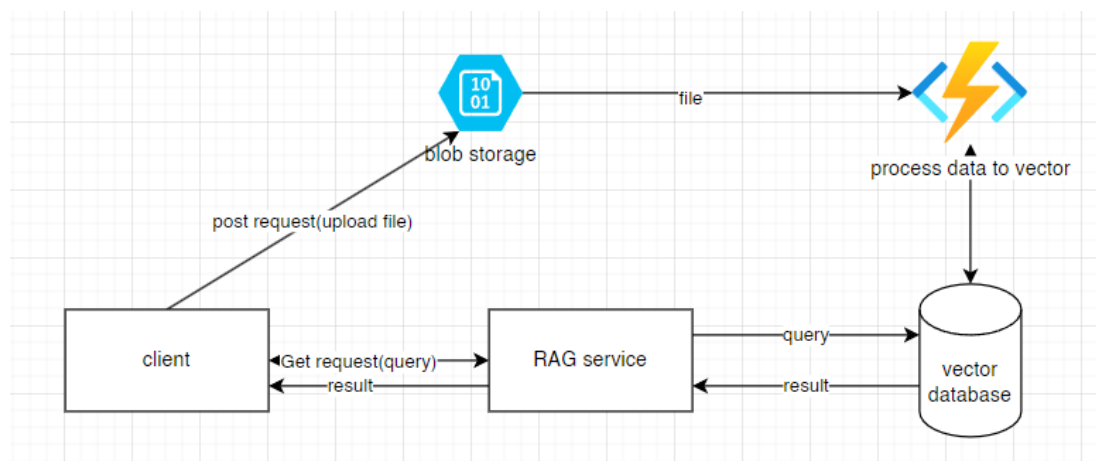 10
01
file
blob storage
process data to vector
post request(upload file)
client
Get request(query)
result
RAG service
query
result
vector
database